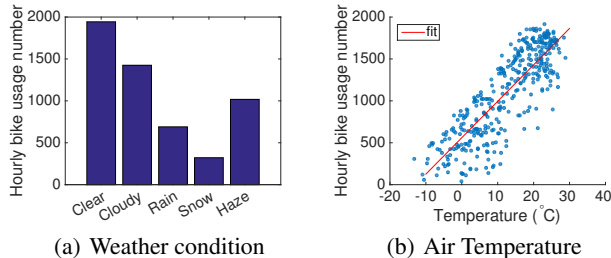 Hourly bike usage number
2000
1500
1000
500
0
Clear
Cloudy
Rain
Snow
Haze
(a) Weather condition
Hourly bike usage number
2000
1500
1000
500
0
fit
-20 -10 0 10 20 30 40
Temperature (°C)
(b) Air Temperature